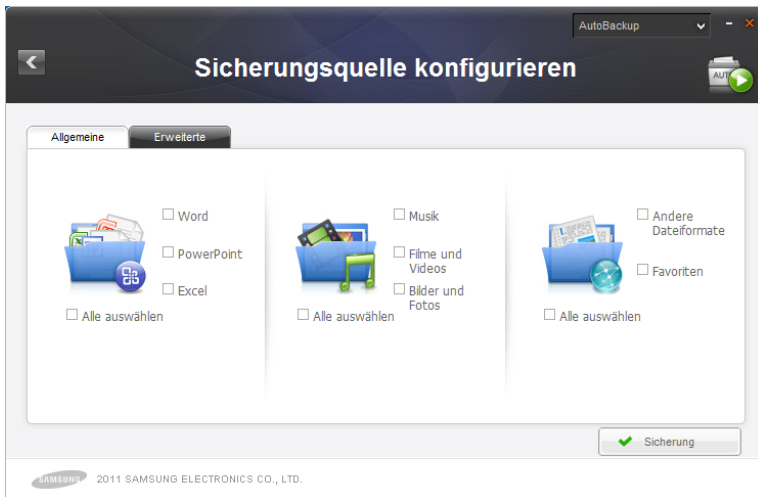 AutoBackup
Sicherungsquelle konfigurieren
AUT
Allgemeine
Erweiterte
Word
PowerPoint
Excel
Alle auswählen
Musik
Filme und
Videos
Bilder und
Fotos
Alle auswählen
Andere
Dateiformate
Favoriten
Alle auswählen
Sicherung
SAMSUNG
2011 SAMSUNG ELECTRONICS CO., LTD.